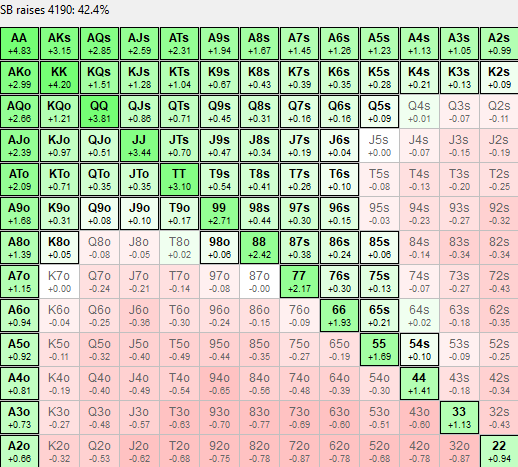 SB raises 4190: 42.4%
AA AKs AQs AJs ATs A9s A8s A7s A6s A5s A4s A3s A2s
+4.83 +3.15 +2.85 +2.59 +2.31 +1.94 +1.67 +1.45 +1.26 +1.23 +1.13 +1.05 +0.99
AKo KK KQs KJs KTs K9s K8s K7s K6s K5s K4s K3s K2s
+2.99 +4.20 +1.51 +1.28 +1.04 +0.67 +0.43 +0.39 +0.35 +0.28 +0.21 +0.13 +0.09
AQo KQo QQ QJs QTs Q9s Q8s Q7s Q6s Q5s Q4s Q3s Q2s
+2.66 +1.21 +3.81 +0.86 +0.71 +0.45 +0.31 +0.16 +0.16 +0.09 +0.01 -0.07 -0.11
AJo KJo QJo JJ JTs J9s J8s J7s J6s J5s J4s J3s J2s
+2.39 +0.97 +0.51 +3.44 +0.70 +0.47 +0.34 +0.19 +0.04 +0.00 -0.07 -0.15 -0.19
ATo KTo QTo JTo TT T9s T8s T7s T6s T5s T4s T3s T2s
+2.09 +0.71 +0.35 +0.35 +3.10 +0.54 +0.41 +0.26 +0.10 -0.08 -0.13 -0.20 -0.25
A9o K9o Q9o J9o T9o 99 98s 97s 96s 95s 94s 93s 92s
+1.68 +0.31 +0.08 +0.10 +0.17 +2.71 +0.44 +0.30 +0.15 -0.03 -0.23 -0.27 -0.32
A8o K8o Q8o J8o T8o 98o 88 87s 86s 85s 84s 83s 82s
+1.39 +0.05 -0.08 -0.05 +0.02 +0.06 +2.42 +0.38 +0.24 +0.06 -0.14 -0.34 -0.34
A7o K7o Q7o J7o T7o 97o 87o 77 76s 75s 74s 73s 72s
+1.15 +0.00 -0.24 -0.21 -0.14 -0.08 -0.00 +2.17 +0.30 +0.13 -0.07 -0.27 -0.43
A6o K6o Q6o J6o T6o 96o 86o 76o 66 65s 64s 63s 62s
+0.94 -0.04 -0.25 -0.36 -0.30 -0.24 -0.15 -0.09 +1.93 +0.21 +0.02 -0.18 -0.35
A5o K5o Q5o J5o T5o 95o 85o 75o 65o 55 54s 53s 52s
+0.92 -0.11 -0.32 -0.40 -0.49 -0.44 -0.35 -0.27 -0.19 +1.69 +0.10 -0.09 -0.25
A4o K4o Q4o J4o T4o 94o 84o 74o 64o 54o 44 43s 42s
+0.81 -0.19 -0.40 -0.49 -0.54 -0.65 -0.56 -0.48 -0.39 -0.30 +1.41 -0.18 -0.34
A3o K3o Q3o J3o T3o 93o 83o 73o 63o 53o 43o 33 32s
+0.73 -0.27 -0.48 -0.57 -0.63 -0.70 -0.77 -0.69 -0.60 -0.51 -0.60 +1.13 -0.43
A2o K2o Q2o J2o T2o 92o 82o 72o 62o 52o 42o 32o 22
+0.66 -0.32 -0.53 -0.62 -0.68 -0.75 -0.78 -0.87 -0.78 -0.68 -0.78 -0.87 +0.94